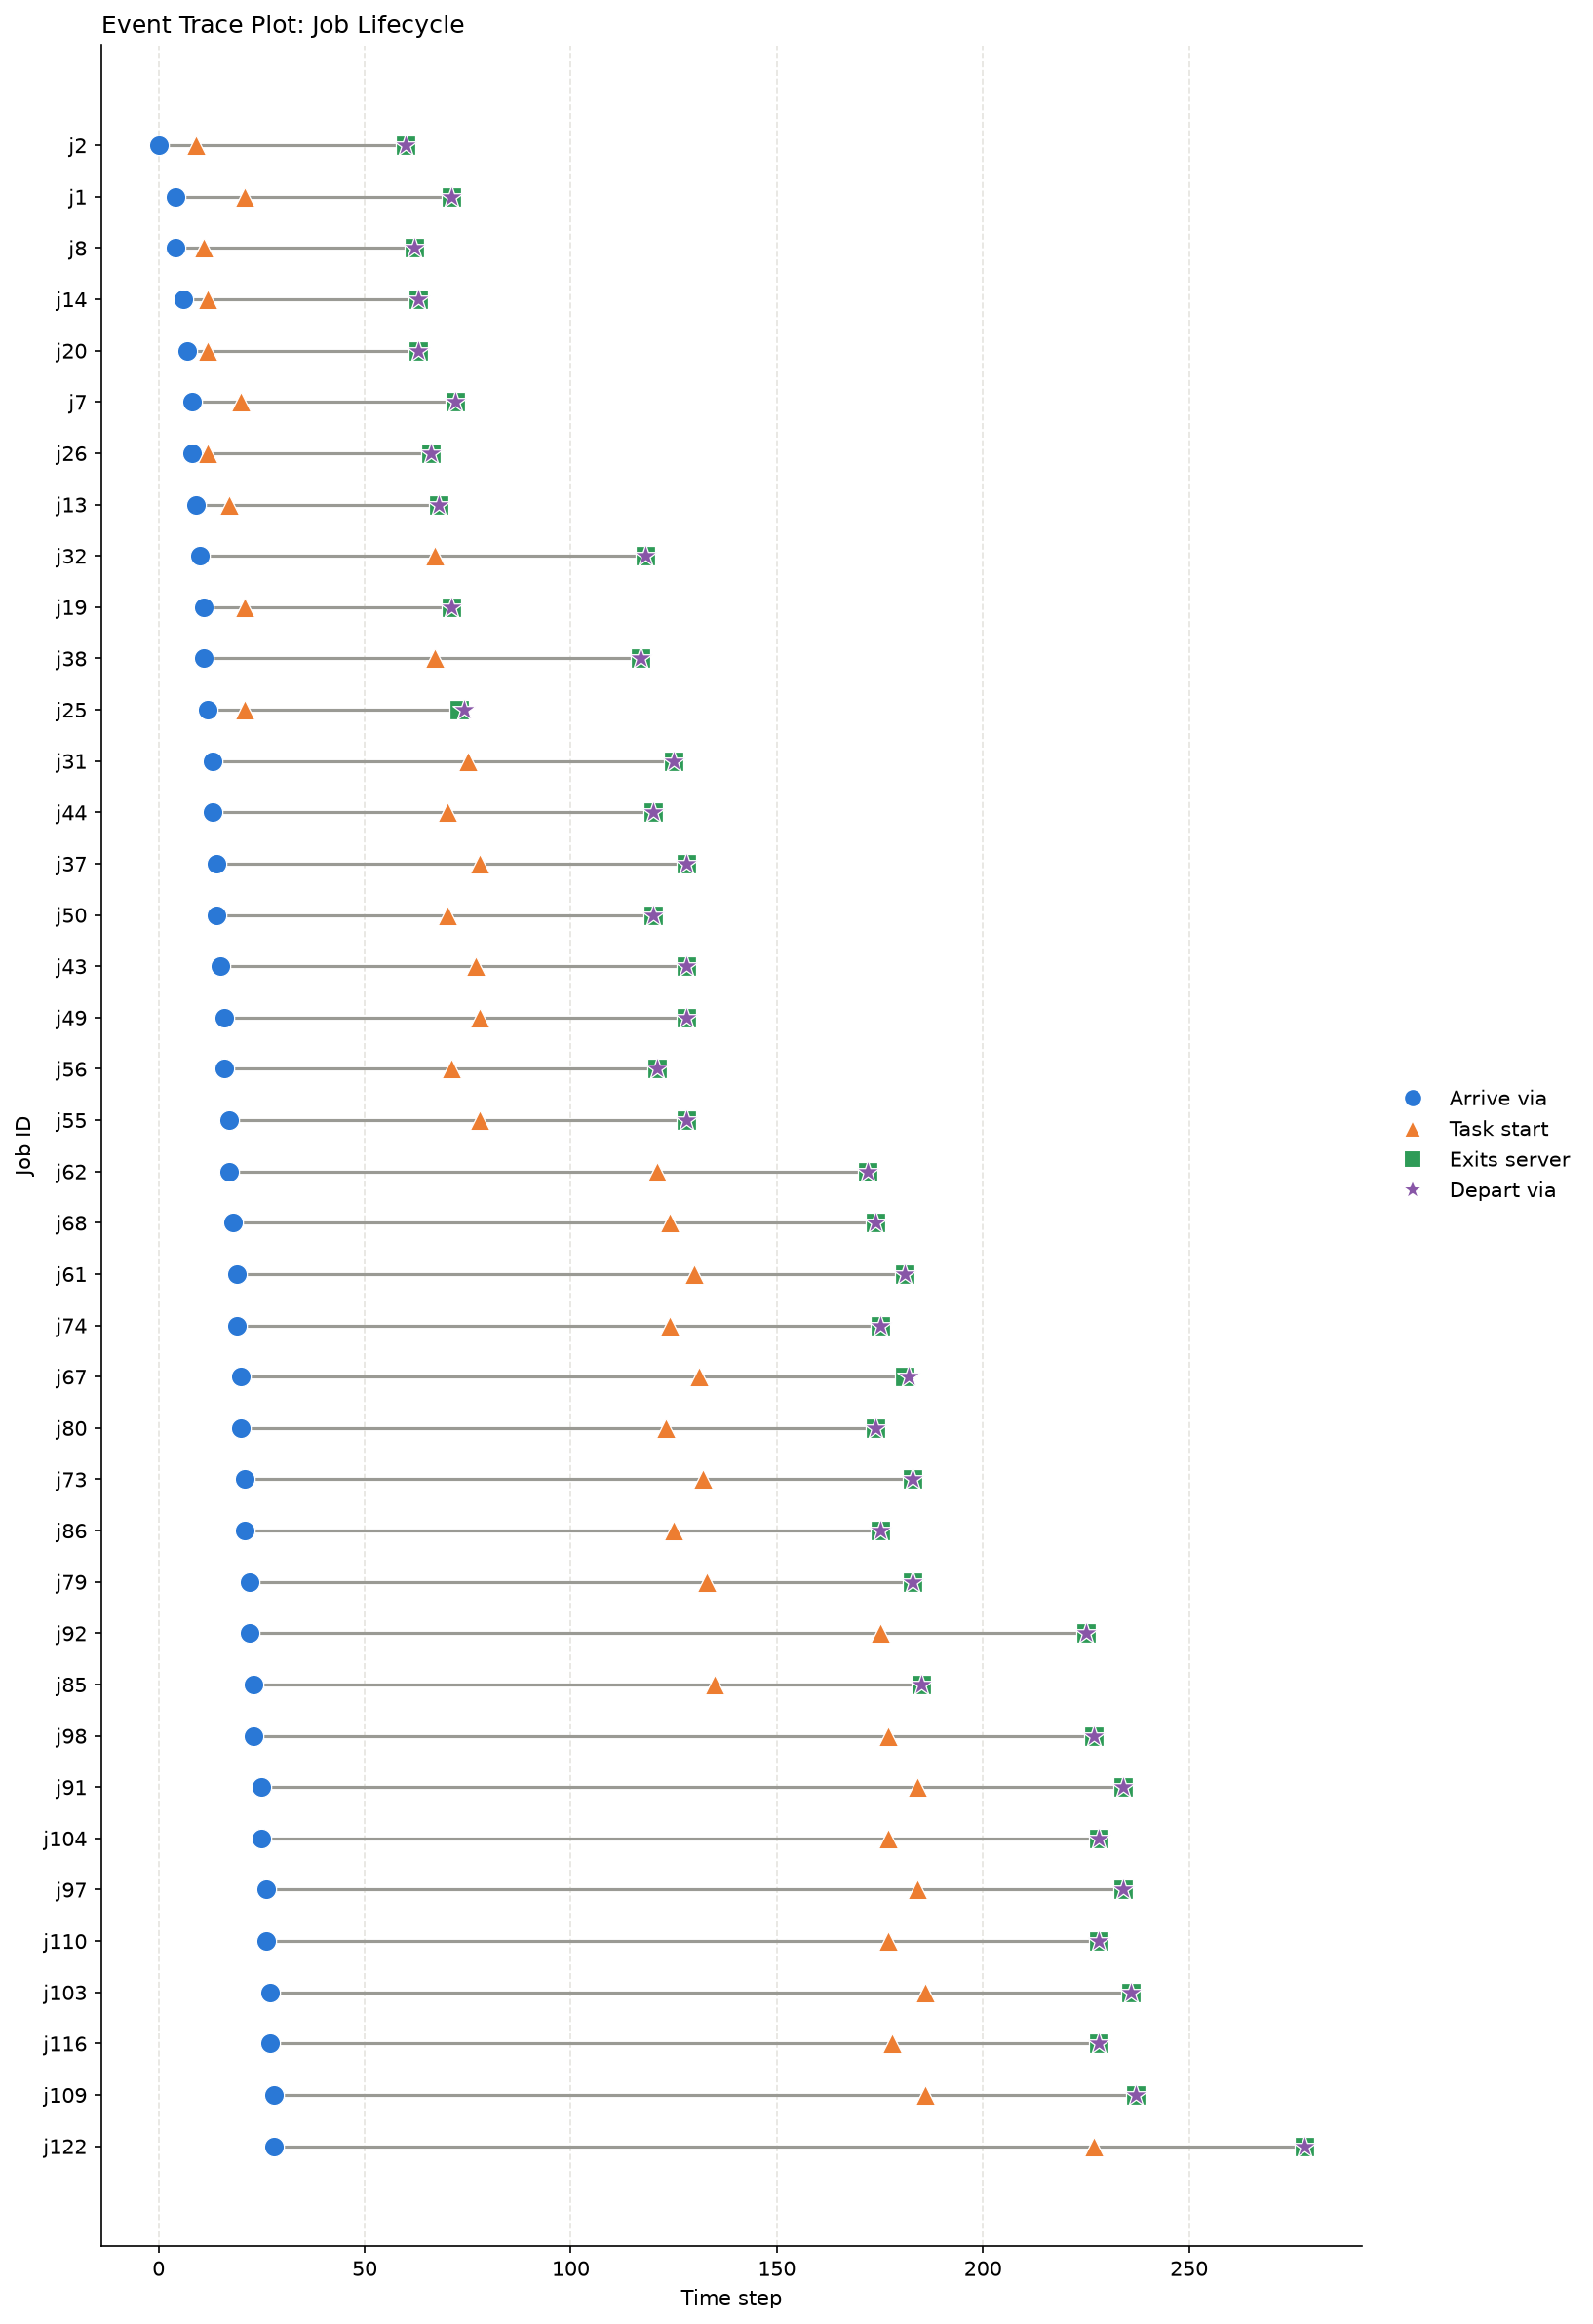 Event Trace Plot: Job Lifecycle
j2
j1
j8
j14
j20
j7
j26
j13
j32
j19
j38
j25
j31
j44
j37
j50
j43
j49
j56
j55
j62
j68
j61
j74
j67
j80
j73
j86
j79
j92
j85
j98
j91
j104
j97
j110
j103
j116
j109
j122
Job ID
0 50 100 150 200 250
Time step
Arrive via
Task start
Exits server
Depart via